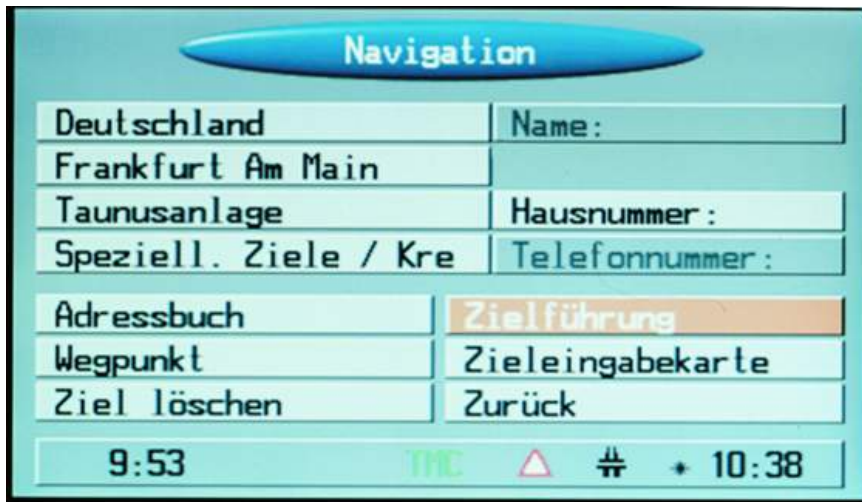 Navigation
Deutschland Name:
Frankfurt Am Main
Taunusanlage Hausnummer:
Speziell. Ziele / Kre Telefonnummer:
Adressbuch Zielführung
Wegpunkt Zieleingabekarte
Ziel löschen Zurück
9:53 TMC 10:38